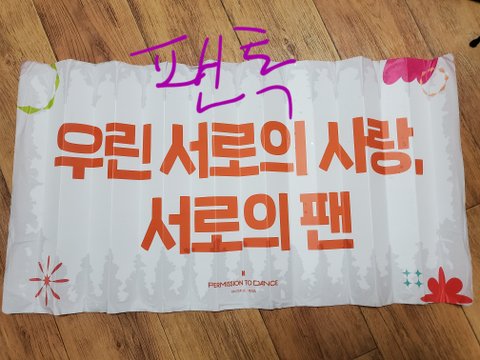 팬톡
우린 서로의 사랑,
서로의 팬
PERMISSION TO DANCE